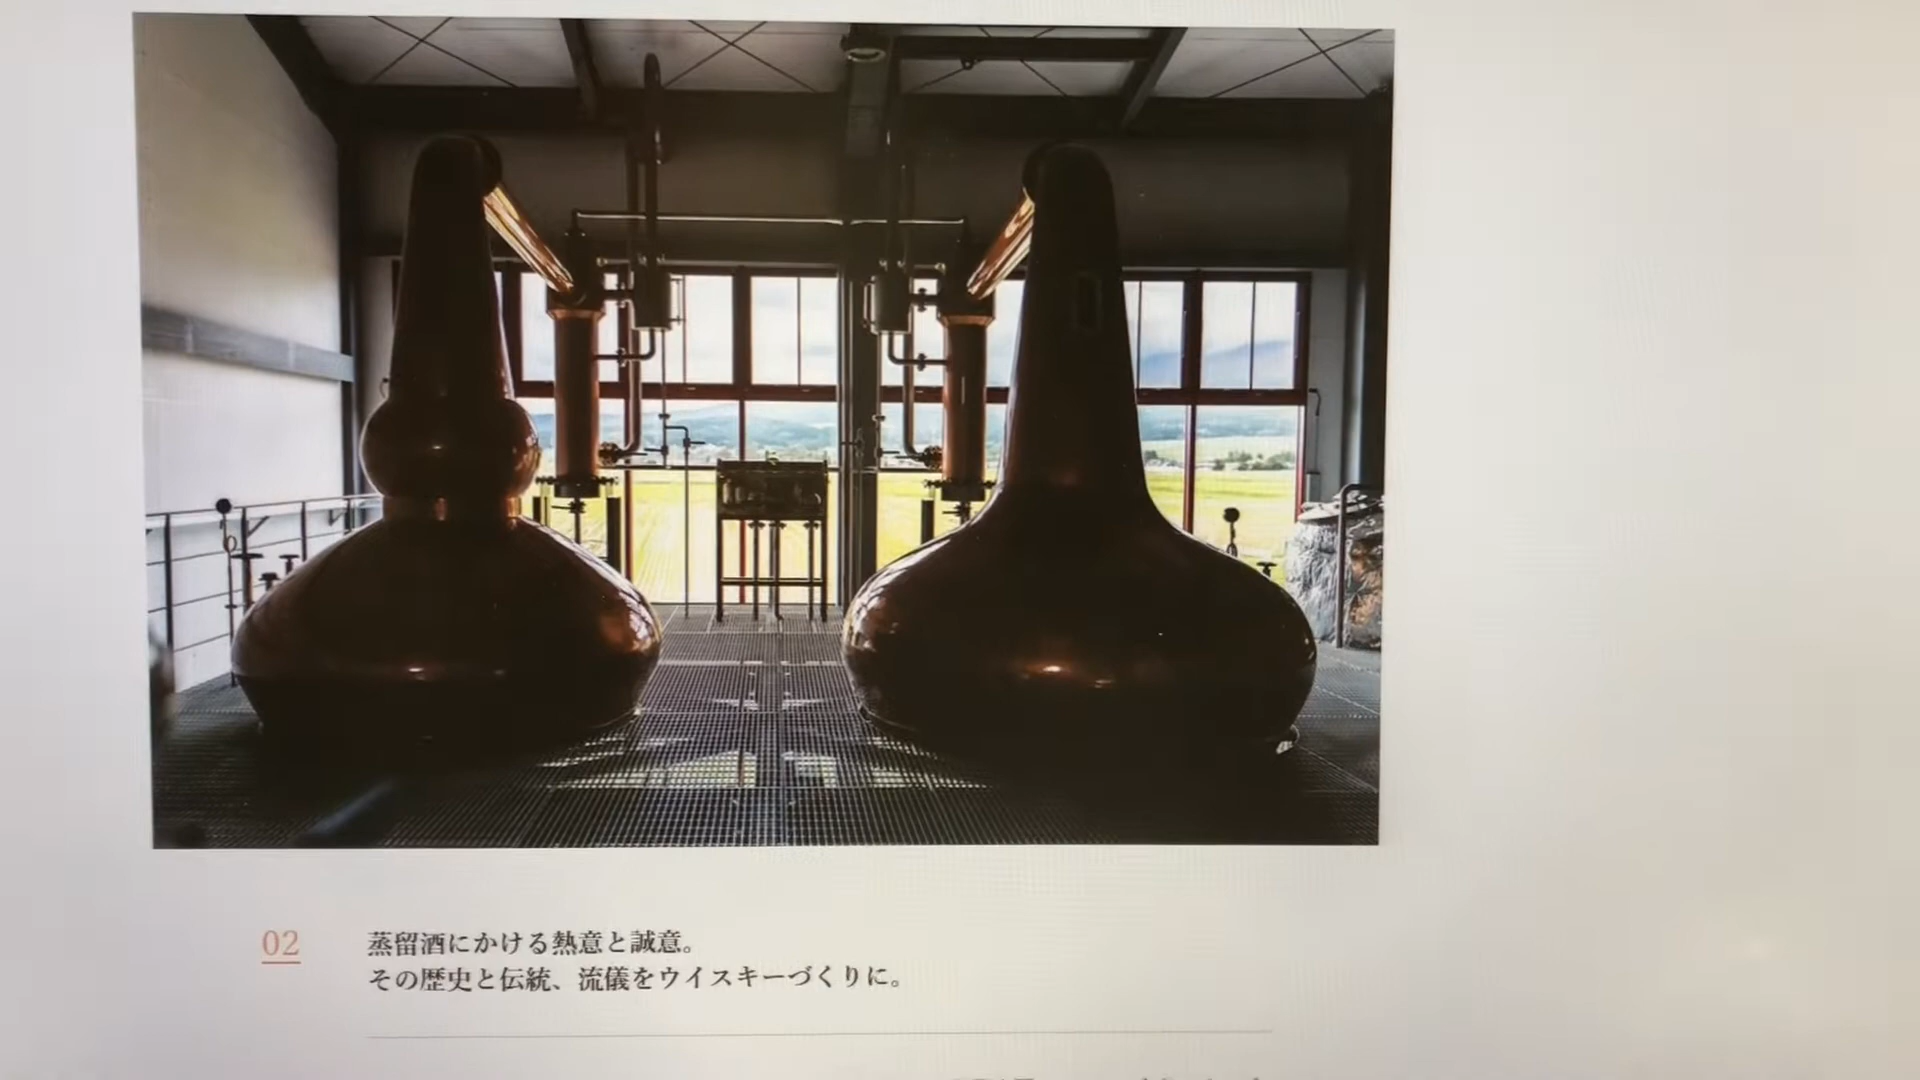 02
蒸留酒にかける熱意と誠意。
その歴史と伝統、流儀をウイスキーづくりに。